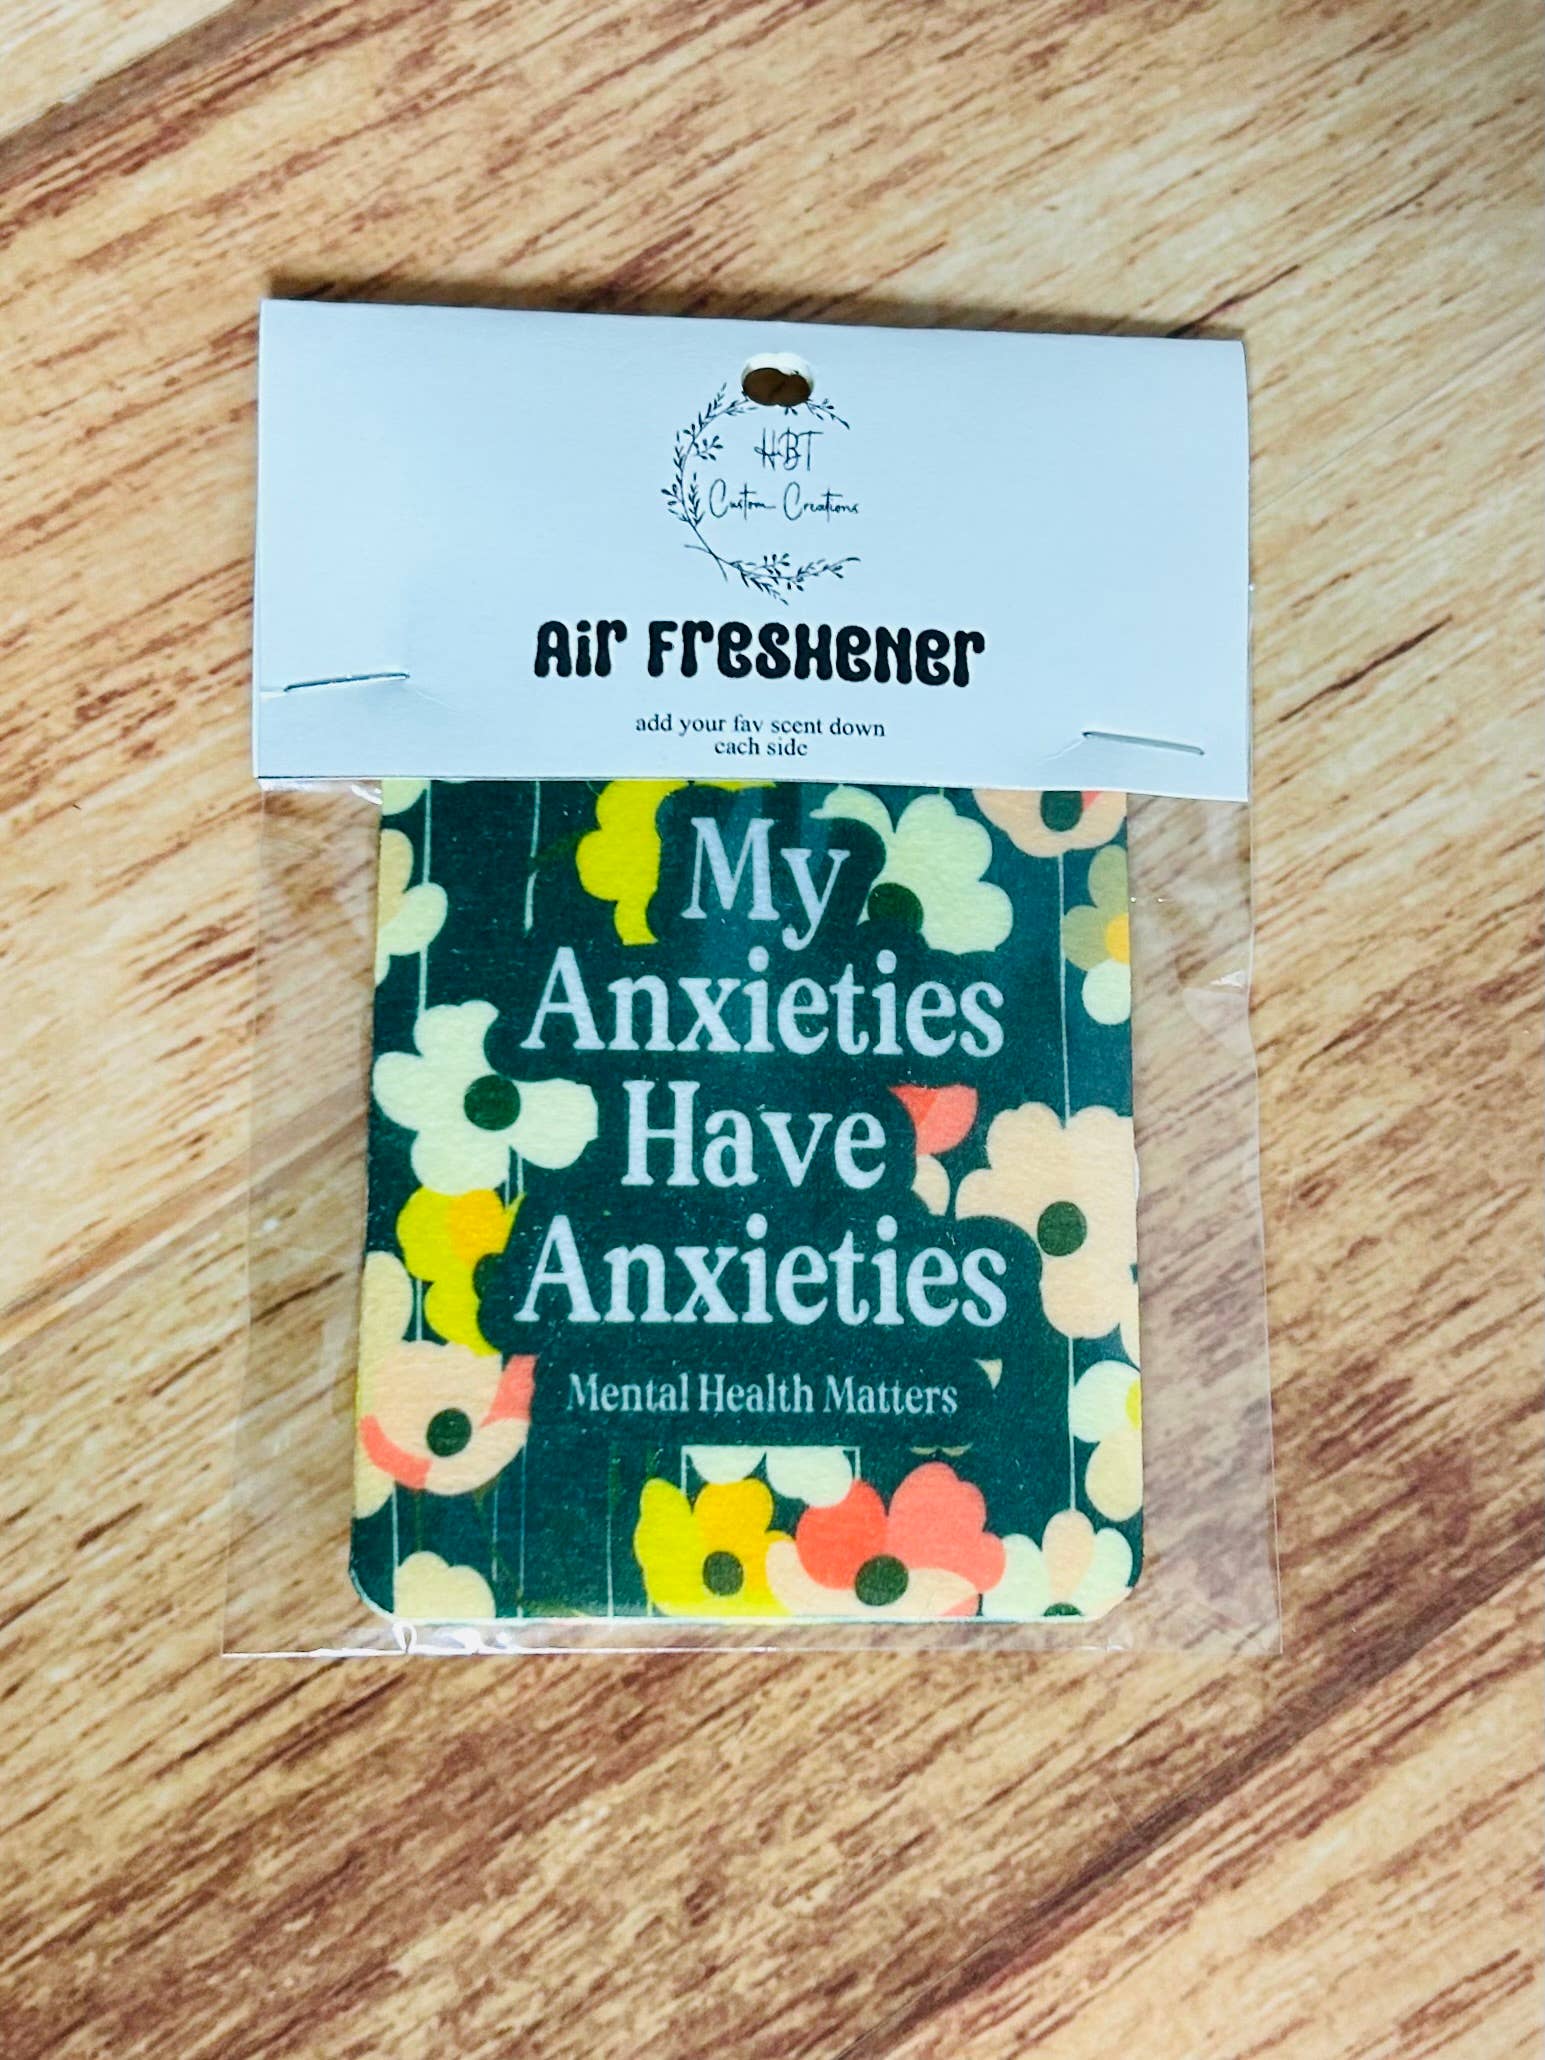 HBT
Custom Creations
Air Freshener
add your fav scent down
each side
My
Anxieties
Have
Anxieties
Mental Health Matters